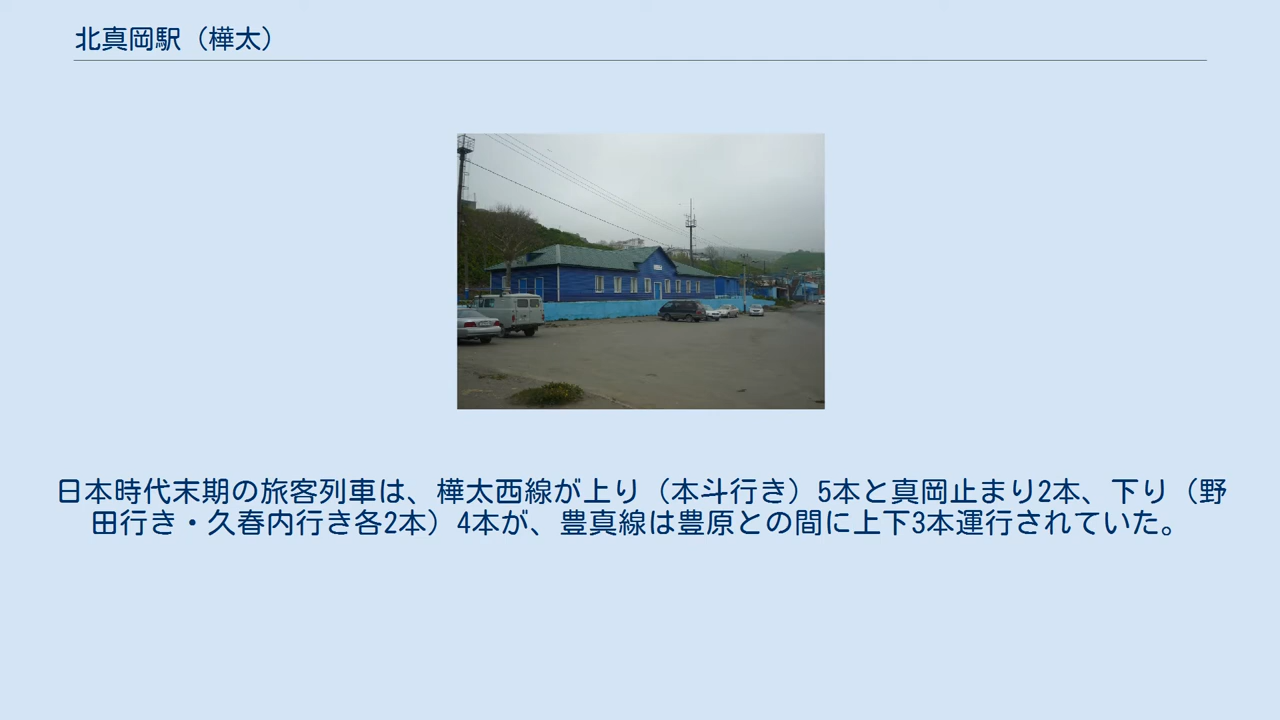 北真岡駅（樺太）
日本時代末期の旅客列車は、樺太西線が上り（本斗行き）5本と真岡止まり2本、下り（野
田行き・久春内行き各2本）4本が、豊真線は豊原との間に上下3本運行されていた。